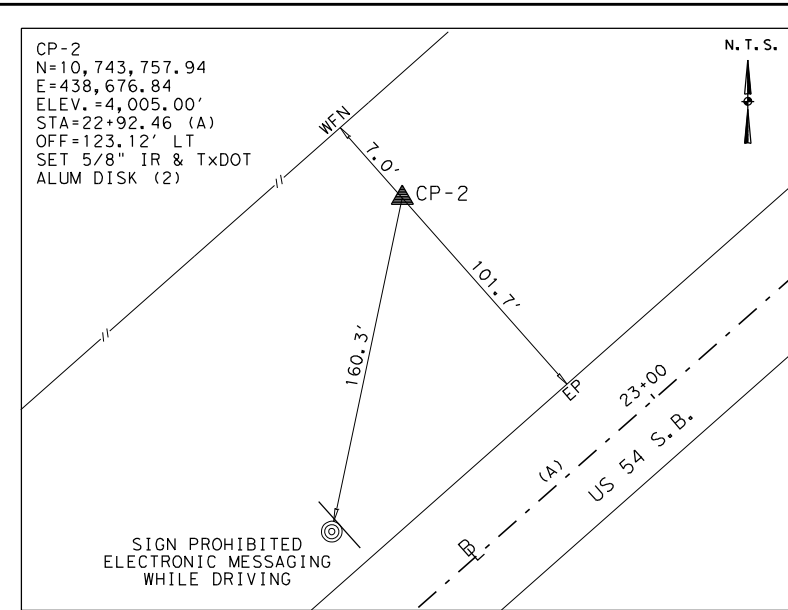 CP-2
N=10,743,757.94
E=438,676.84
ELEV.=4,005.00'
STA=22+92.46 (A)
OFF=123.12' LT
SET 5/8" IR & TxDOT
ALUM DISK (2)
N.T.S.
WFN
7.0'
CP-2
101.7'
160.3'
EP
23+00
US 54 S.B.
(A)
B
SIGN PROHIBITED
ELECTRONIC MESSAGING
WHILE DRIVING